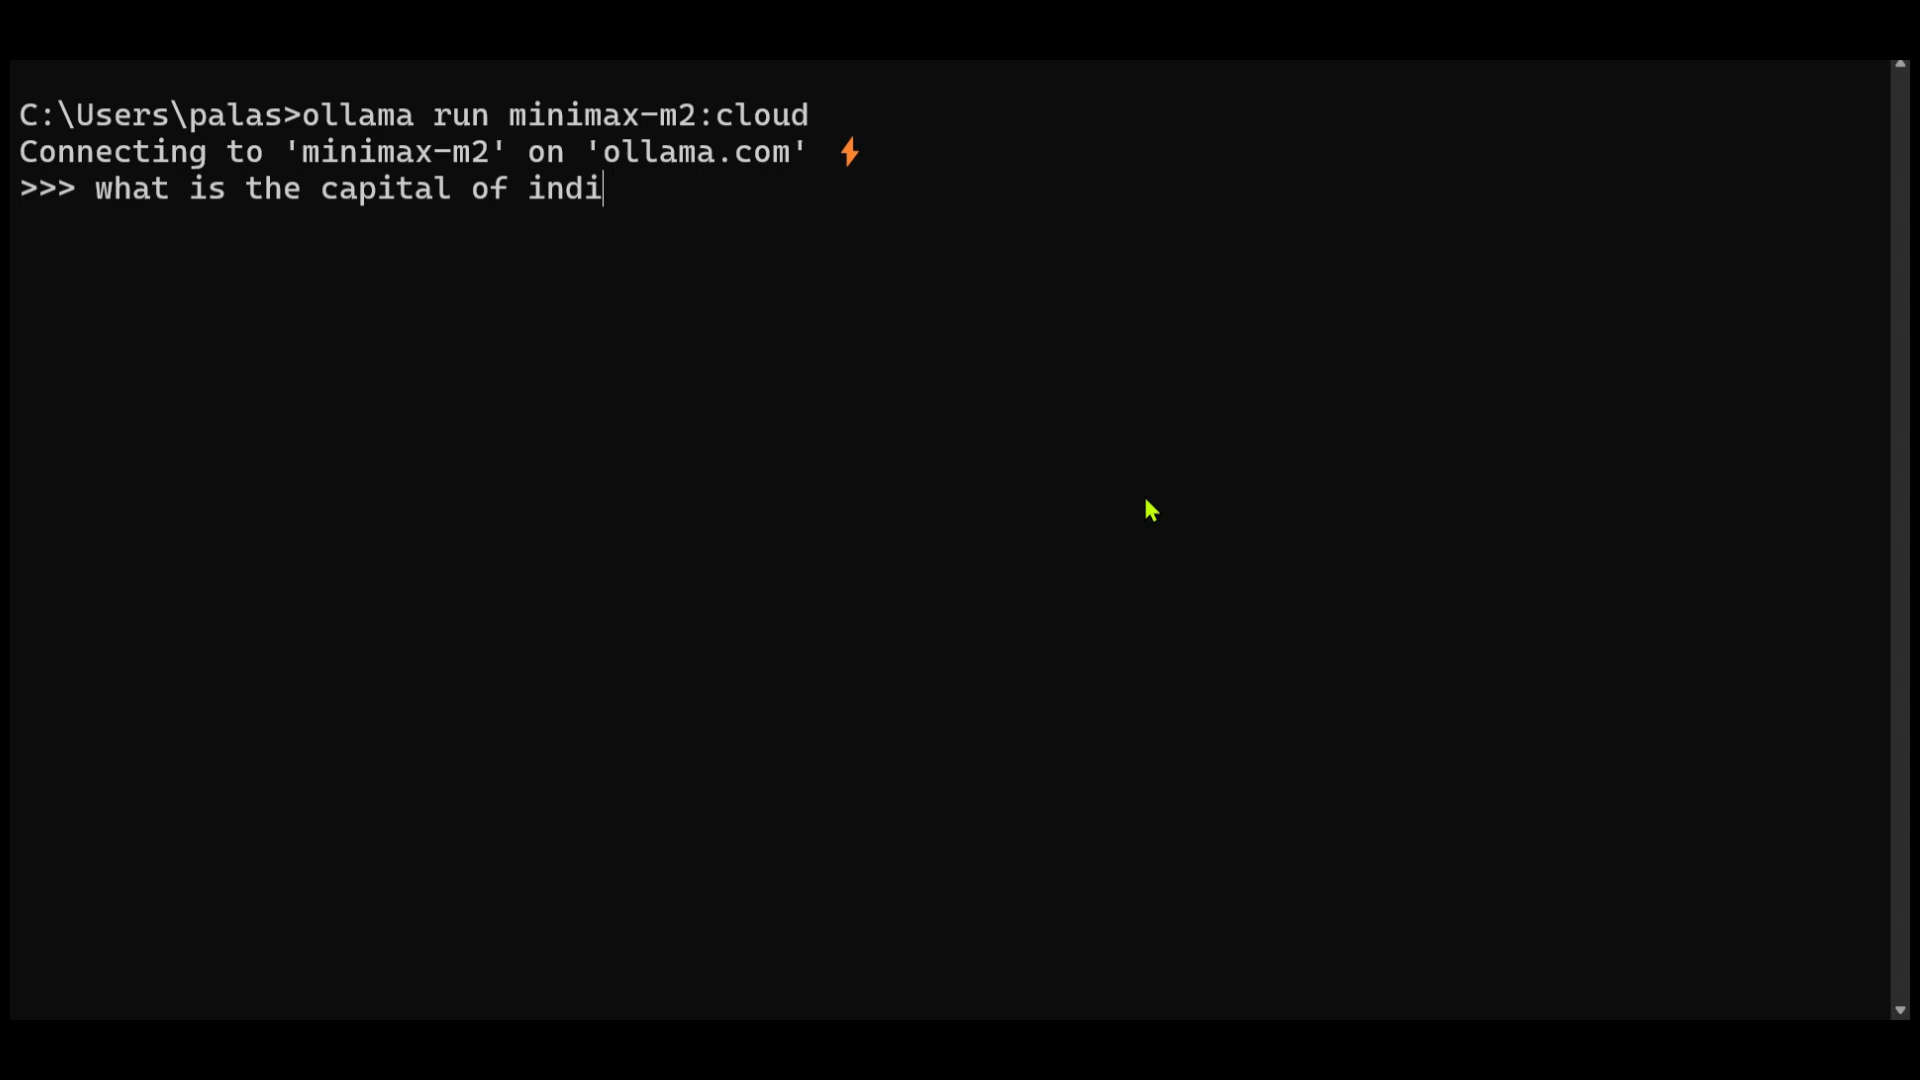 C:\Users\palas>ollama run minimax-m2:cloud
Connecting to 'minimax-m2' on 'ollama.com' ⚡
>>> what is the capital of indi